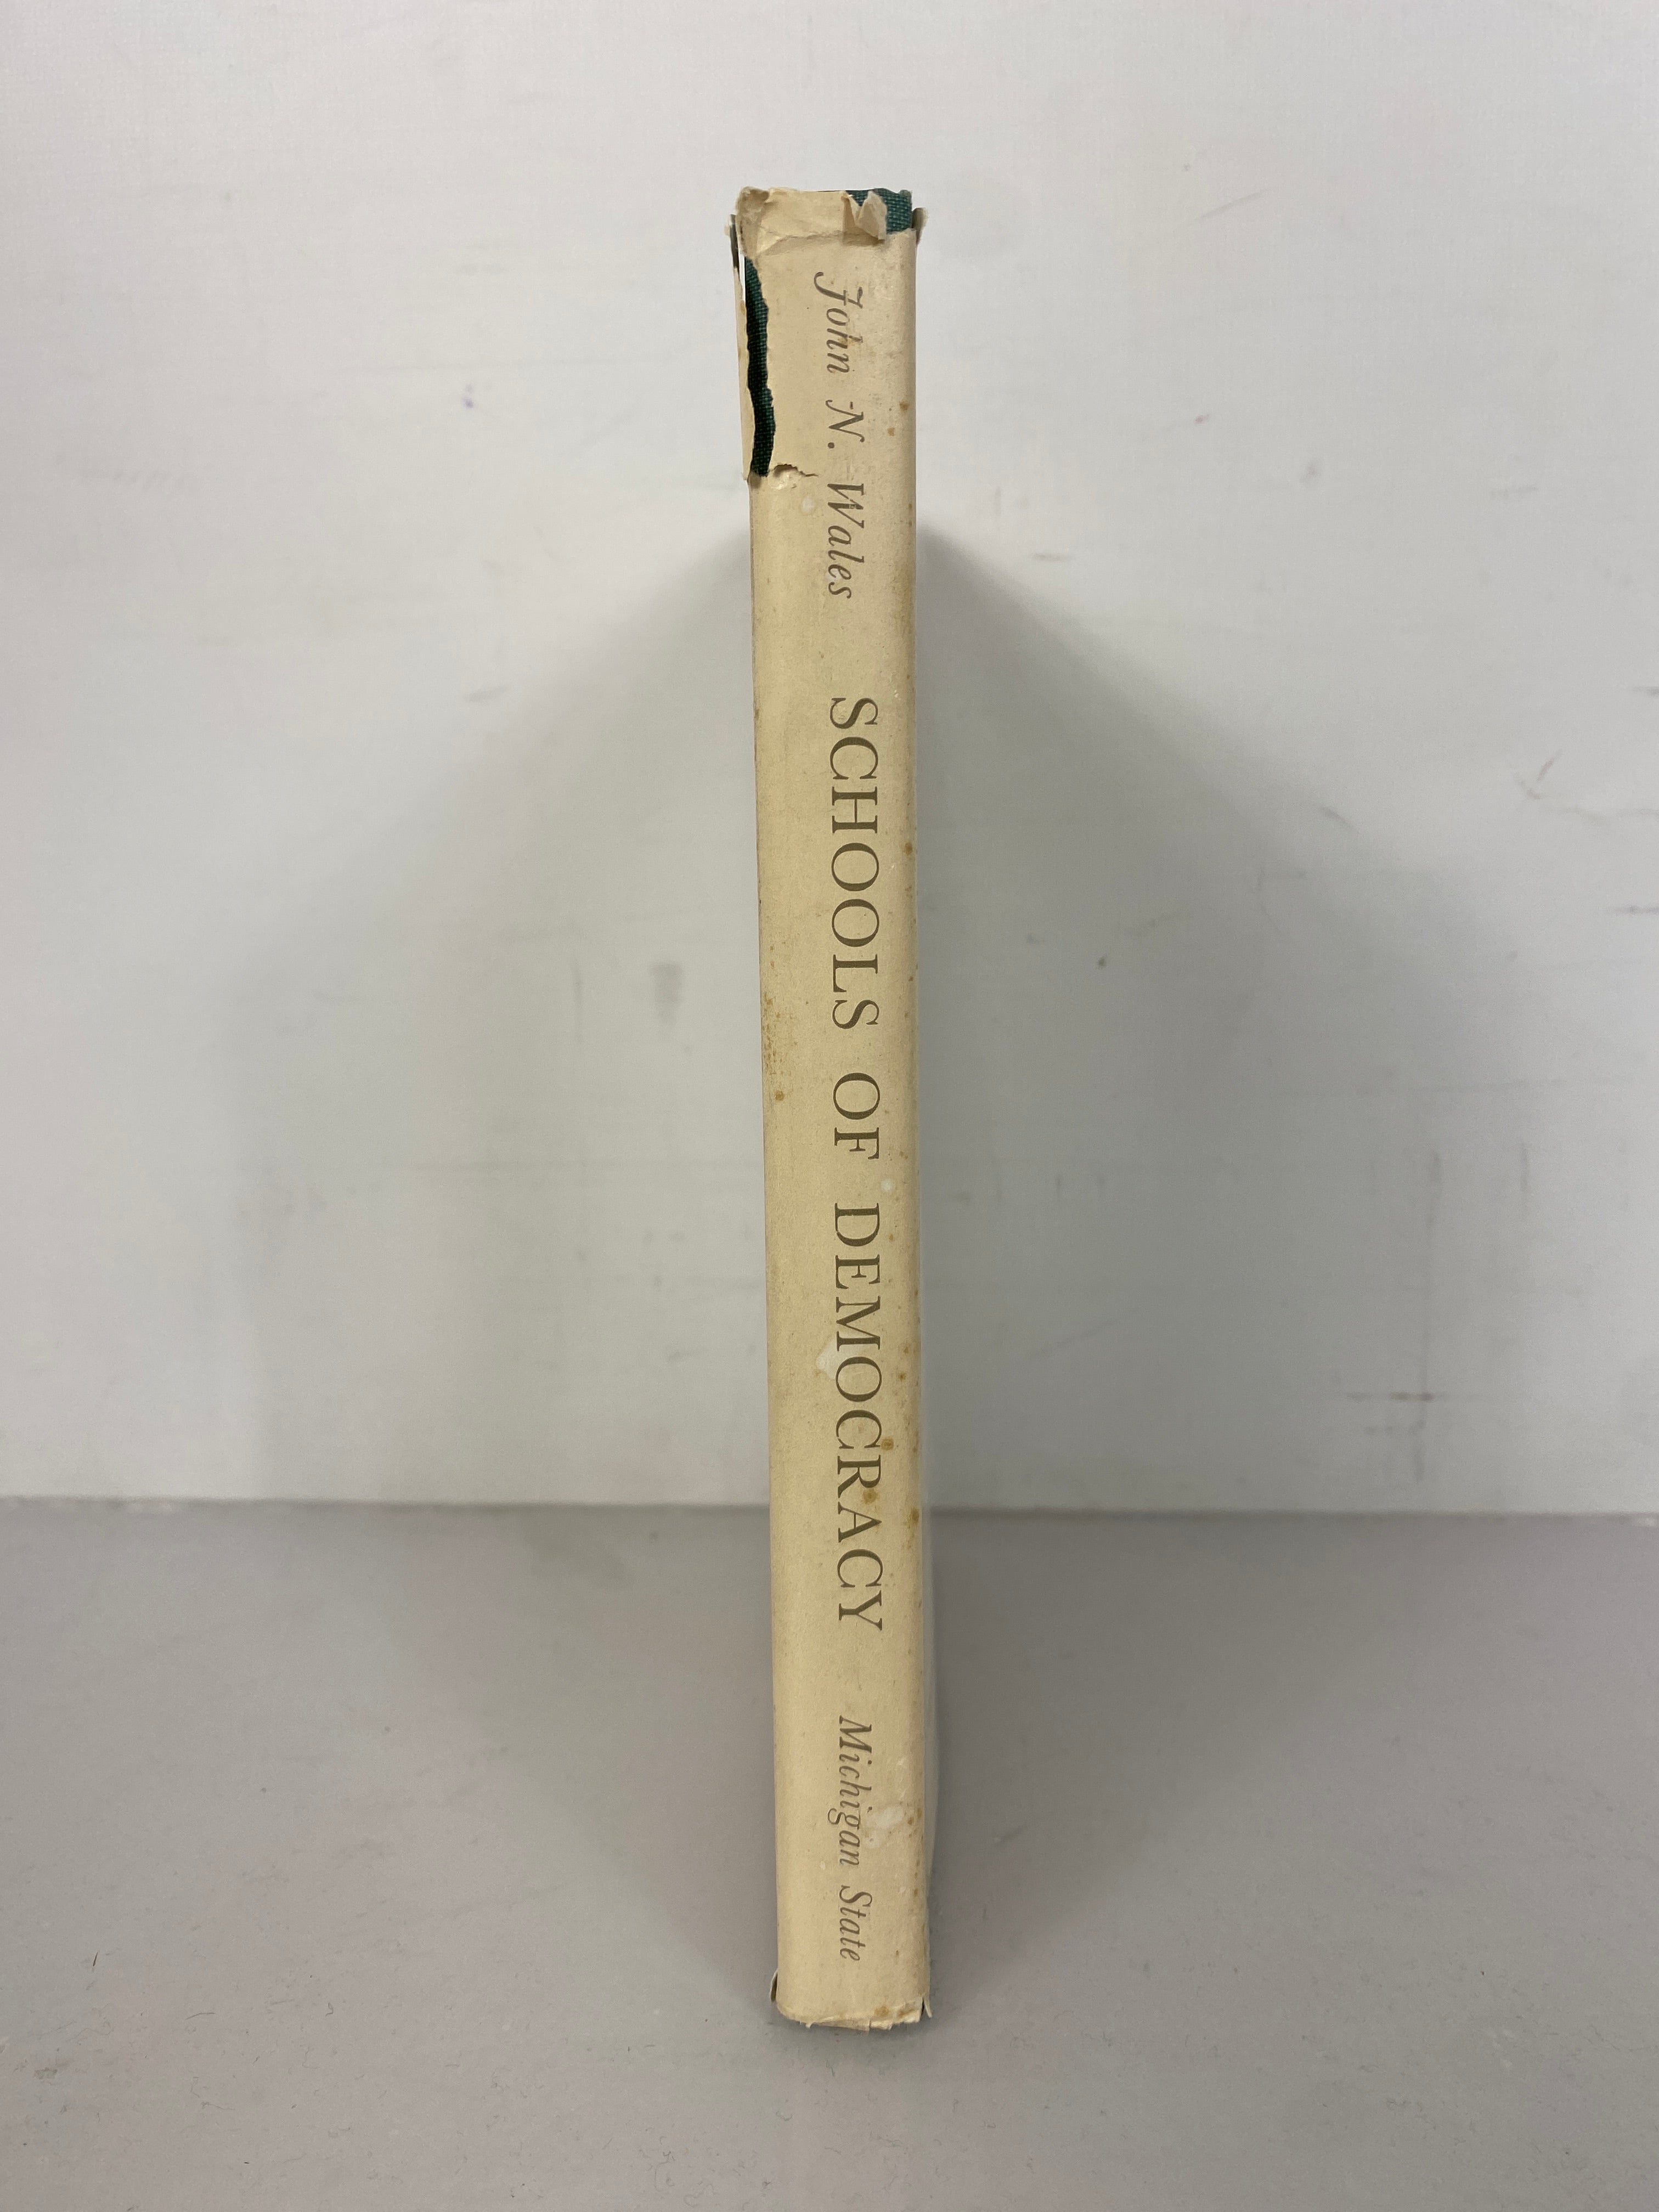 John N. Wales SCHOOLS OF DEMOCRACY Michigan State